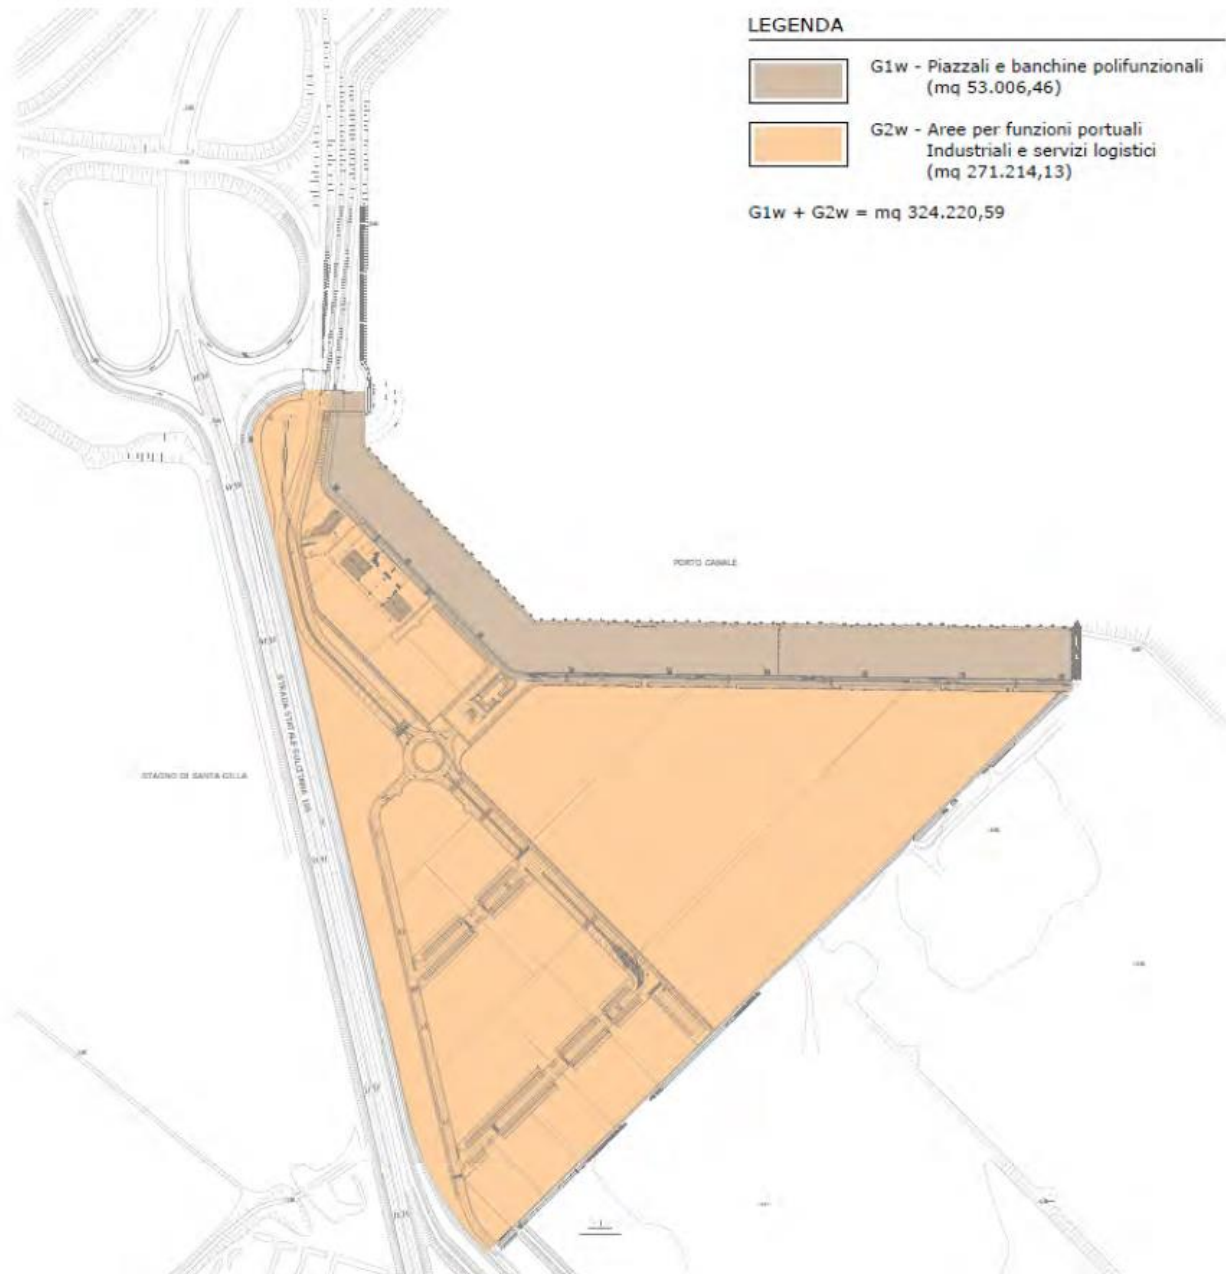 LEGENDA
G1w - Piazzali e banchine polifunzionali
(mq 53.006,46)
G2w - Aree per funzioni portuali
Industriali e servizi logistici
(mq 271.214,13)
G1w + G2w = mq 324.220,59
PORTO CANALE
STRADA STATALE SULCITANA 195
STAGNO DI SANTA GILLA